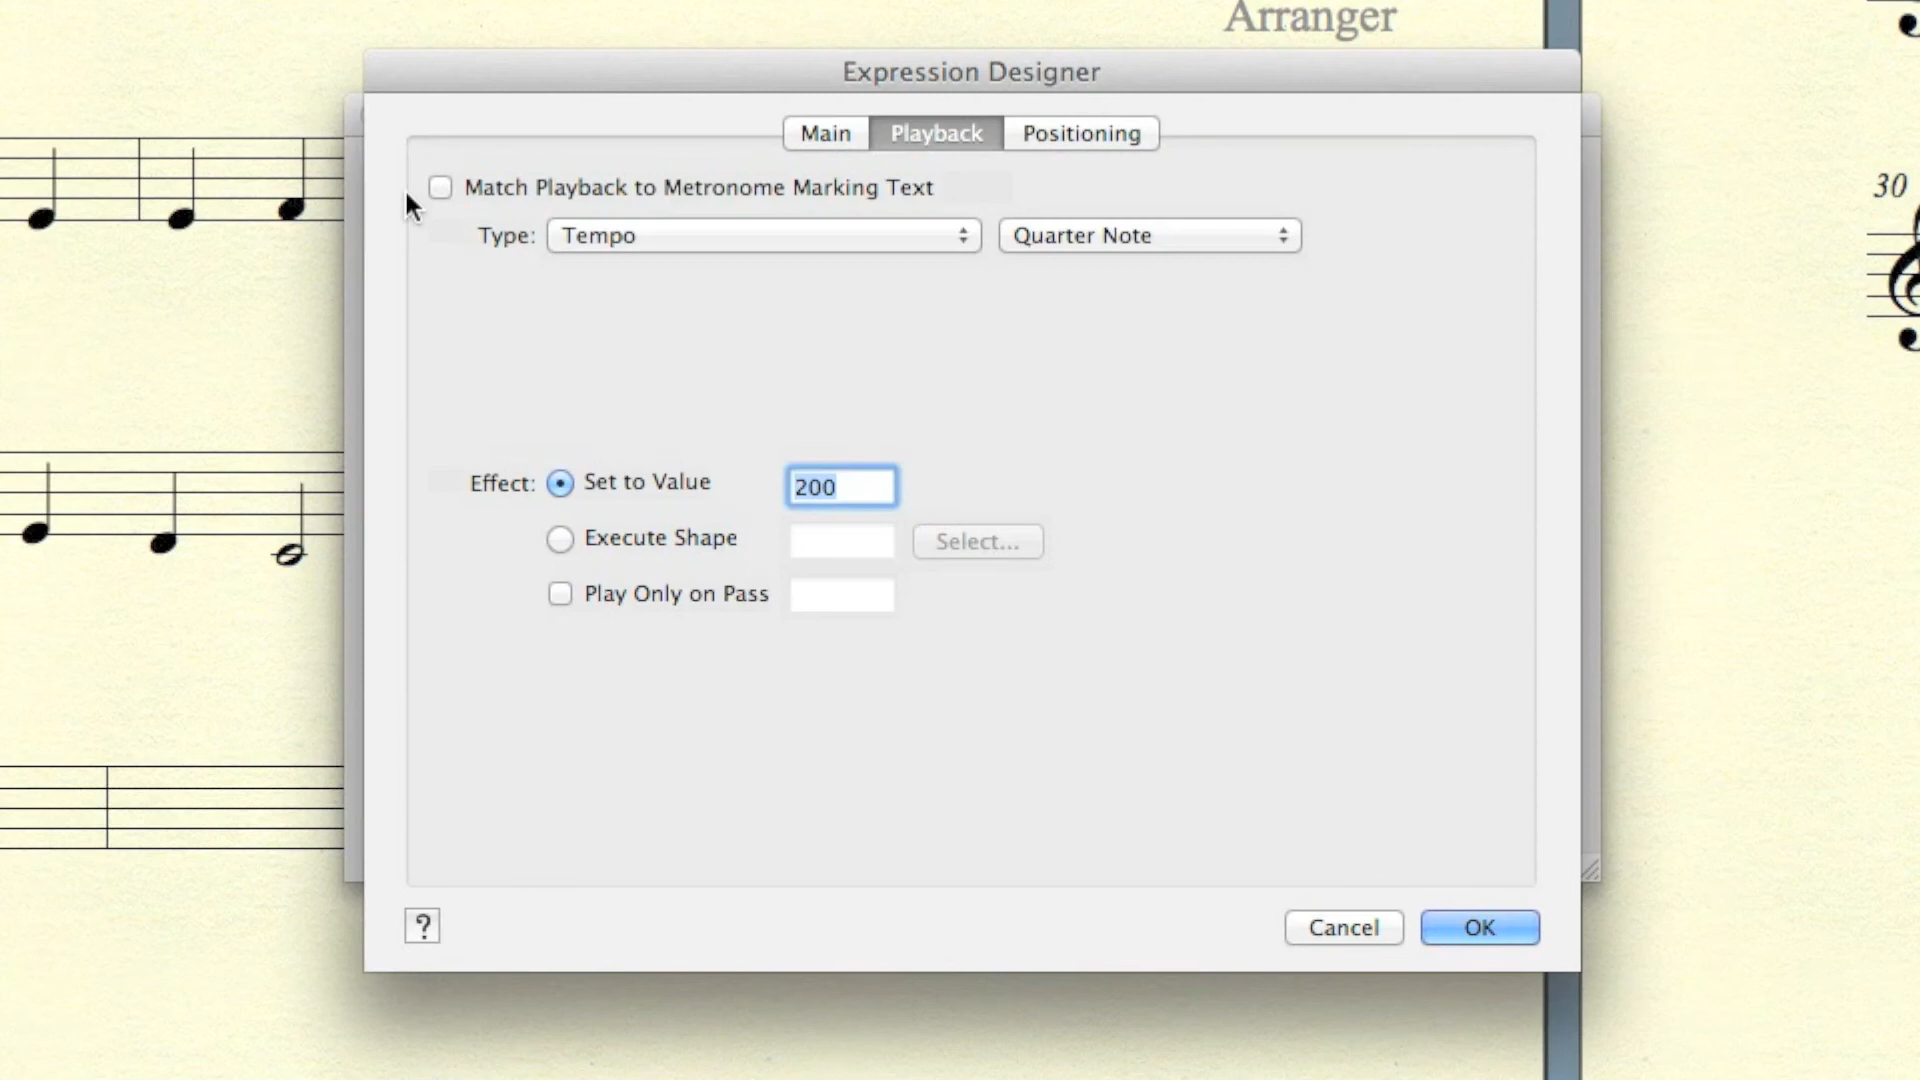 Arranger
Expression Designer
Main Playback Positioning
Match Playback to Metronome Marking Text
Type: Tempo Quarter Note
30
Effect: Set to Value 200
Execute Shape Select...
Play Only on Pass
? Cancel OK